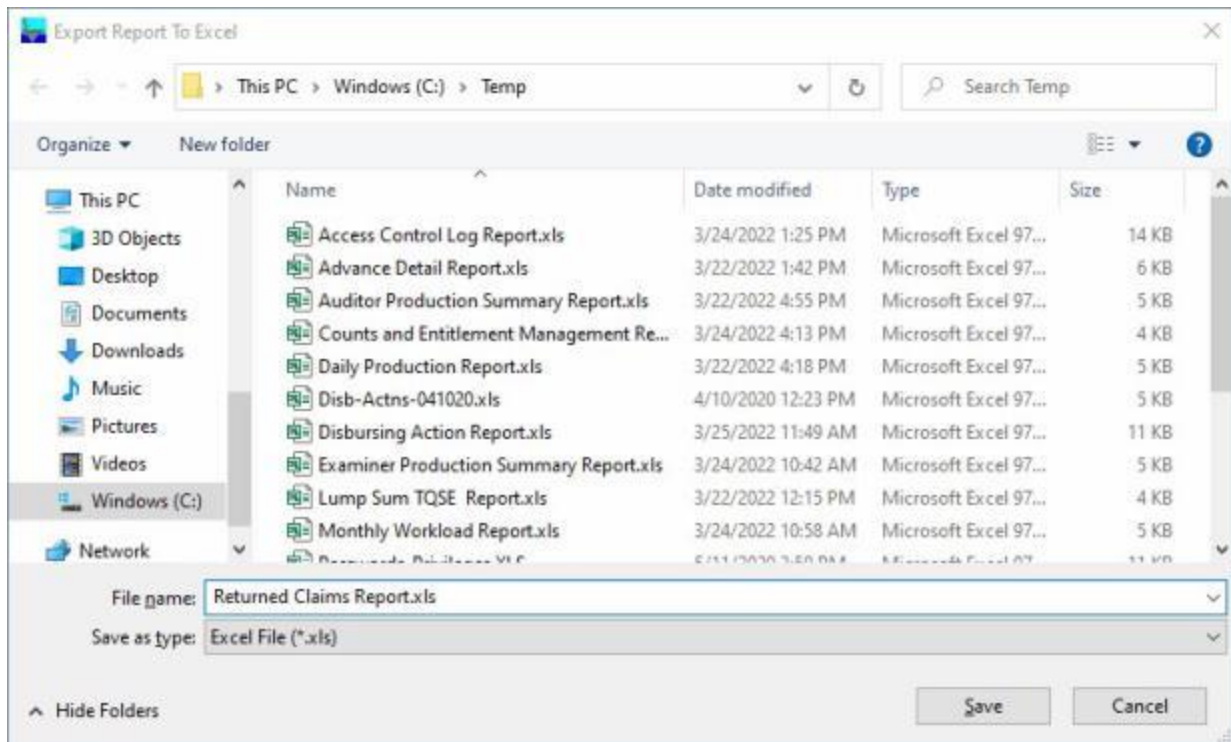 Export Report To Excel
This PC > Windows (C:) > Temp
Search Temp
Organize
New folder
Name
Date modified
Type
Size
This PC
3D Objects
Desktop
Documents
Downloads
Music
Pictures
Videos
Windows (C:)
Network
Access Control Log Report.xls 3/24/2022 1:25 PM Microsoft Excel 97... 14 KB
Advance Detail Report.xls 3/22/2022 1:42 PM Microsoft Excel 97... 6 KB
Auditor Production Summary Report.xls 3/22/2022 4:55 PM Microsoft Excel 97... 5 KB
Counts and Entitlement Management Re... 3/24/2022 4:13 PM Microsoft Excel 97... 4 KB
Daily Production Report.xls 3/22/2022 4:18 PM Microsoft Excel 97... 5 KB
Disb-Actns-041020.xls 4/10/2020 12:23 PM Microsoft Excel 97... 5 KB
Disbursing Action Report.xls 3/25/2022 11:49 AM Microsoft Excel 97... 11 KB
Examiner Production Summary Report.xls 3/24/2022 10:42 AM Microsoft Excel 97... 5 KB
Lump Sum TQSE  Report.xls 3/22/2022 12:15 PM Microsoft Excel 97... 4 KB
Monthly Workload Report.xls 3/24/2022 10:58 AM Microsoft Excel 97... 5 KB
File name: Returned Claims Report.xls
Save as type: Excel File (*.xls)
Hide Folders
Save
Cancel